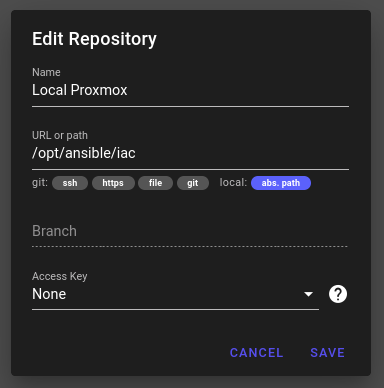 Edit Repository
Name
Local Proxmox
URL or path
/opt/ansible/iac
git: ssh https file git local: abs. path
Branch
Access Key
None ?
CANCEL SAVE